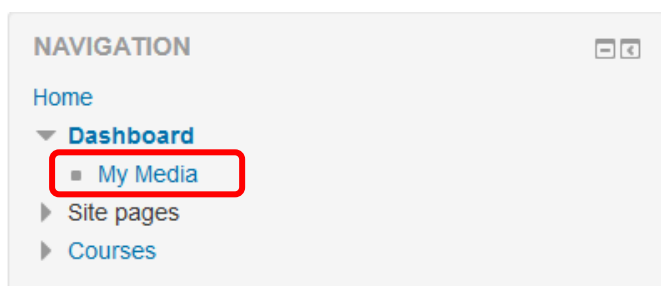 NAVIGATION
Home
Dashboard
My Media
Site pages
Courses